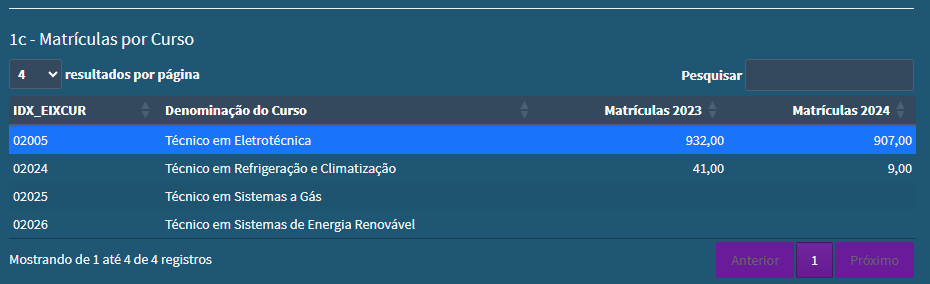 1c - Matrículas por Curso
4 resultados por página Pesquisar
IDX_EIXCUR Denominação do Curso Matrículas 2023 Matrículas 2024
02005 Técnico em Eletrotécnica 932,00 907,00
02024 Técnico em Refrigeração e Climatização 41,00 9,00
02025 Técnico em Sistemas a Gás
02026 Técnico em Sistemas de Energia Renovável
Mostrando de 1 até 4 de 4 registros Anterior 1 Próximo